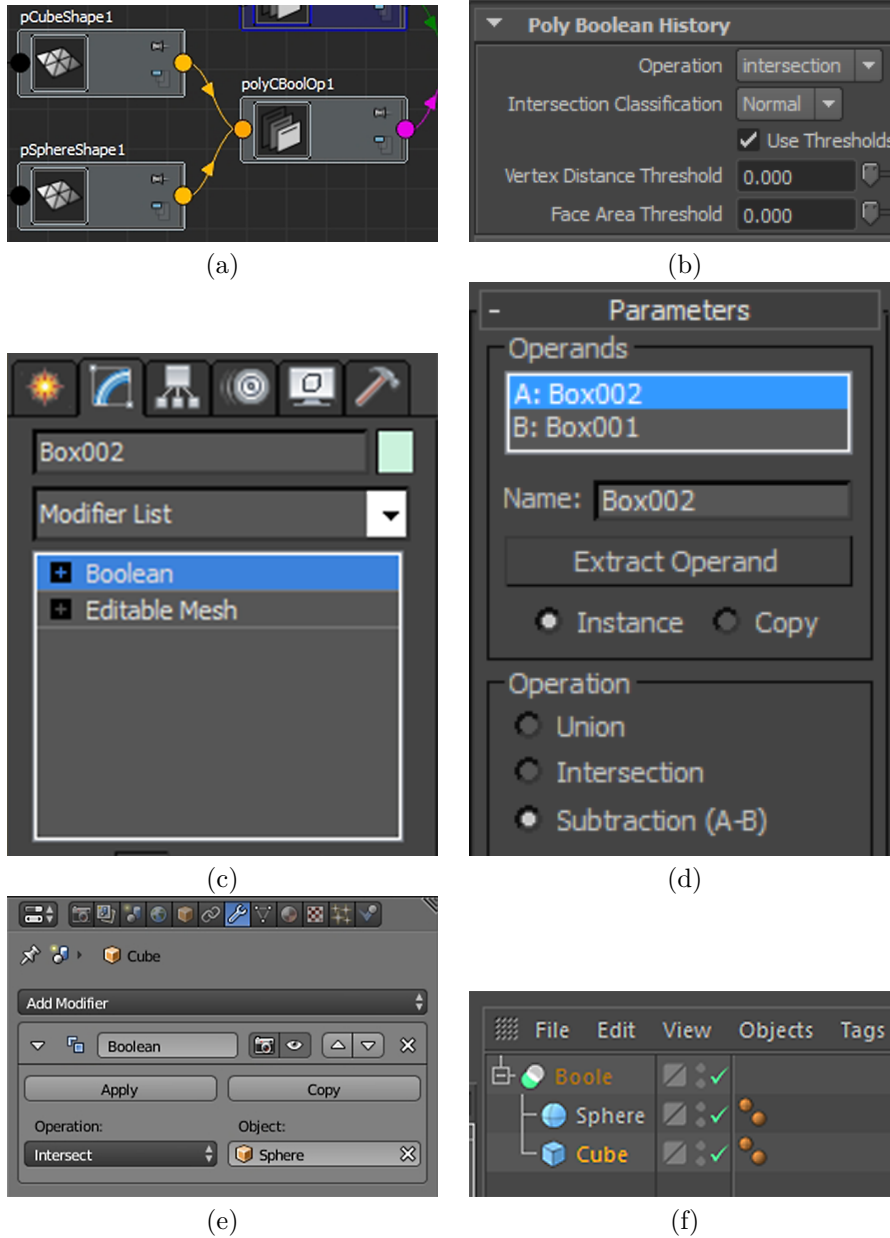 pCubeShape1
polyCBoolOp1
pSphereShape1
(a)
Poly Boolean History
Operation intersection
Intersection Classification Normal
Use Thresholds
Vertex Distance Threshold 0.000
Face Area Threshold 0.000
(b)
Box002
Modifier List
Boolean
Editable Mesh
(c)
Parameters
Operands
A: Box002
B: Box001
Name: Box002
Extract Operand
Instance Copy
Operation
Union
Intersection
Subtraction (A-B)
(d)
Cube
Add Modifier
Boolean
Apply Copy
Operation: Object:
Intersect Sphere
(e)
File Edit View Objects Tags
Boole
Sphere
Cube
(f)